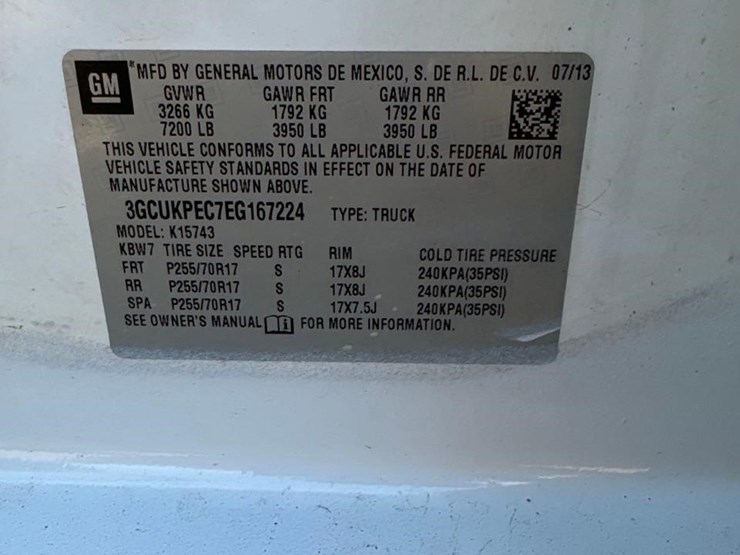 GM
MFD BY GENERAL MOTORS DE MEXICO, S. DE R.L. DE C.V. 07/13
GVWR GAWR FRT GAWR RR
3266 KG 1792 KG 1792 KG
7200 LB 3950 LB 3950 LB
THIS VEHICLE CONFORMS TO ALL APPLICABLE U.S. FEDERAL MOTOR
VEHICLE SAFETY STANDARDS IN EFFECT ON THE DATE OF
MANUFACTURE SHOWN ABOVE.
3GCUKPEC7EG167224 TYPE: TRUCK
MODEL: K15743
KBW7 TIRE SIZE SPEED RTG RIM COLD TIRE PRESSURE
FRT P255/70R17 S 17X8J 240KPA(35PSI)
RR P255/70R17 S 17X8J 240KPA(35PSI)
SPA P255/70R17 S 17X7.5J 240KPA(35PSI)
SEE OWNER'S MANUAL i FOR MORE INFORMATION.